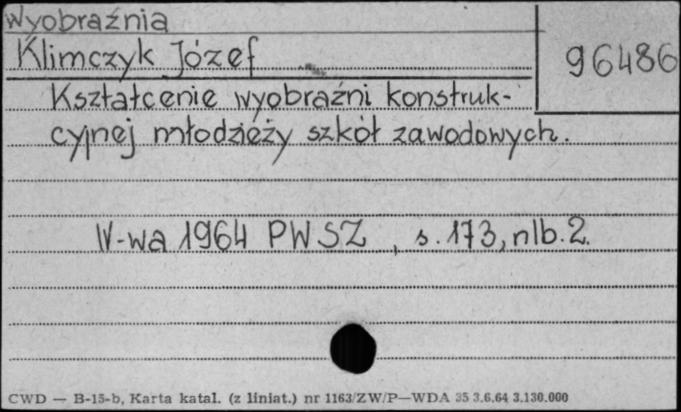 Wyobraźnia
Klimczyk Józef
96486
Kształcenie wyobraźni konstruk-
cyjnej młodzieży szkół zawodowych.
W-wa 1964 PWSZ, s. 173, nlb. 2.
CWD — B-15-b, Karta katal. (z liniat.) nr 1163/ZW/P—WDA 35 3.6.64 3.130.000